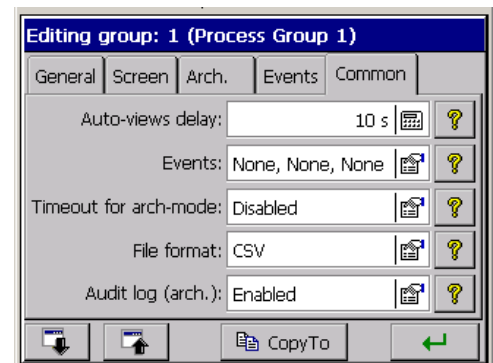 Editing group: 1 (Process Group 1)
General Screen Arch. Events Common
Auto-views delay: 10 s ?
Events: None, None, None ?
Timeout for arch-mode: Disabled ?
File format: CSV ?
Audit log (arch.): Enabled ?
CopyTo